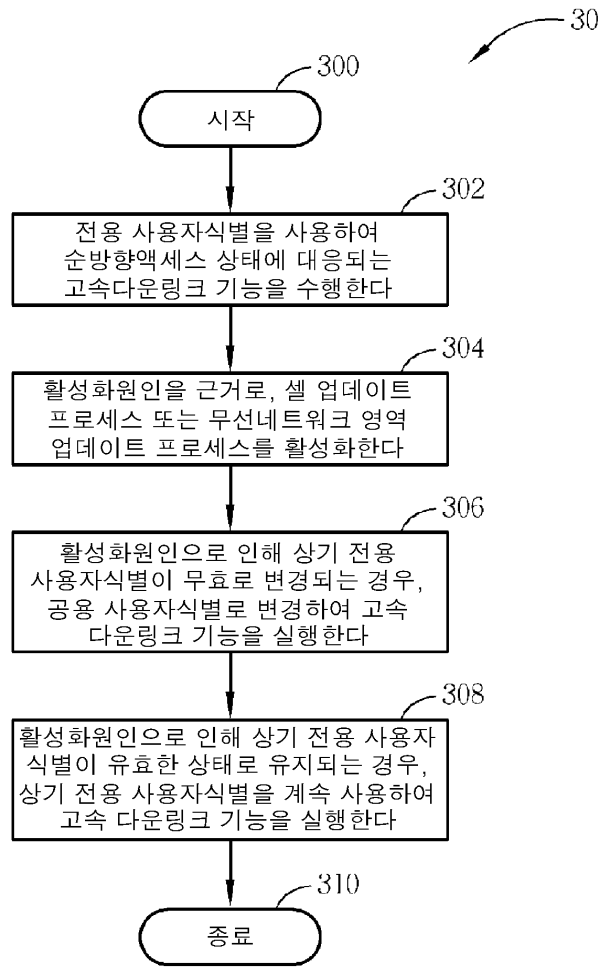 30
300
시작
302
전용 사용자식별을 사용하여
순방향액세스 상태에 대응되는
고속다운링크 기능을 수행한다
304
활성화원인을 근거로, 셀 업데이트
프로세스 또는 무선네트워크 영역
업데이트 프로세스를 활성화한다
306
활성화원인으로 인해 상기 전용
사용자식별이 무효로 변경되는 경우,
공용 사용자식별로 변경하여 고속
다운링크 기능을 실행한다
308
활성화원인으로 인해 상기 전용 사용자
식별이 유효한 상태로 유지되는 경우,
상기 전용 사용자식별을 계속 사용하여
고속 다운링크 기능을 실행한다
310
종료